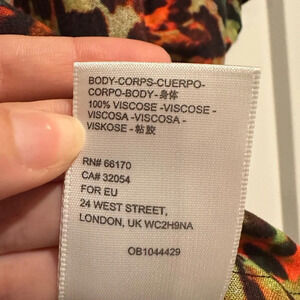 BODY-CORPS-CUERPO-
CORPO-BODY-身体
100% VISCOSE -VISCOSE -
VISCOSA -VISCOSA -
VISKOSE -粘胶
RN# 66170
CA# 32054
FOR EU
24 WEST STREET,
LONDON, UK WC2H9NA
OB1044429